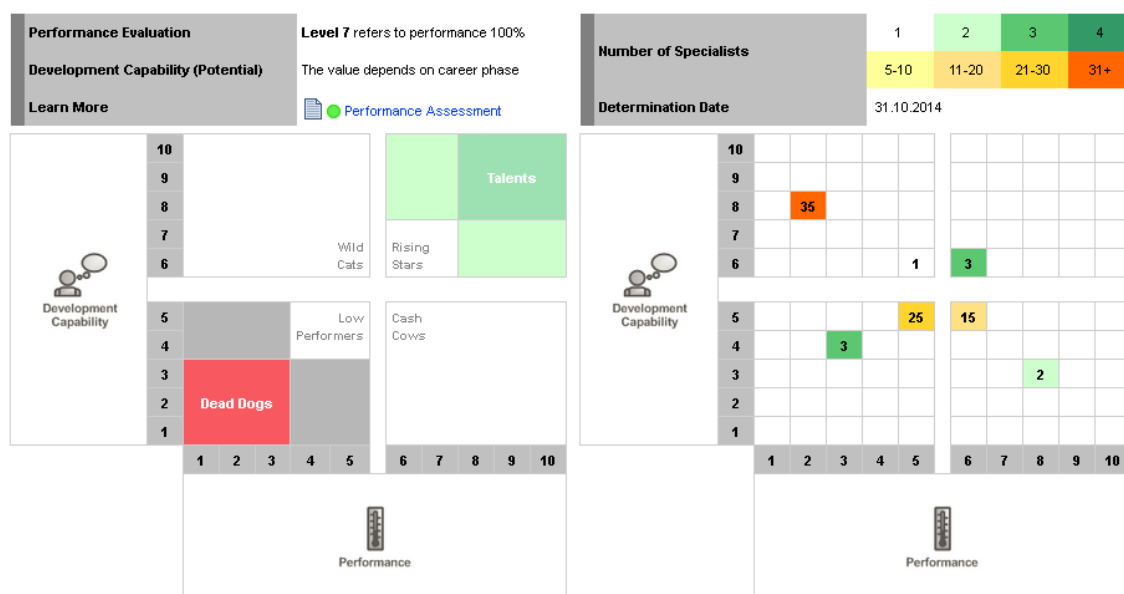 Performance Evaluation
Level 7 refers to performance 100%
Development Capability (Potential)
The value depends on career phase
Learn More
Performance Assessment
Number of Specialists
1 2 3 4
5-10 11-20 21-30 31+
Determination Date
31.10.2014
10
9
Talents
8
7
Wild
Cats
Rising
Stars
6
Development
Capability
5
Low
Performers
Cash
Cows
4
3
2
Dead Dogs
1
1 2 3 4 5 6 7 8 9 10
Performance
10
9
8 35
7
6 1 3
Development
Capability
5 25 15
4 3
3 2
2
1
1 2 3 4 5 6 7 8 9 10
Performance